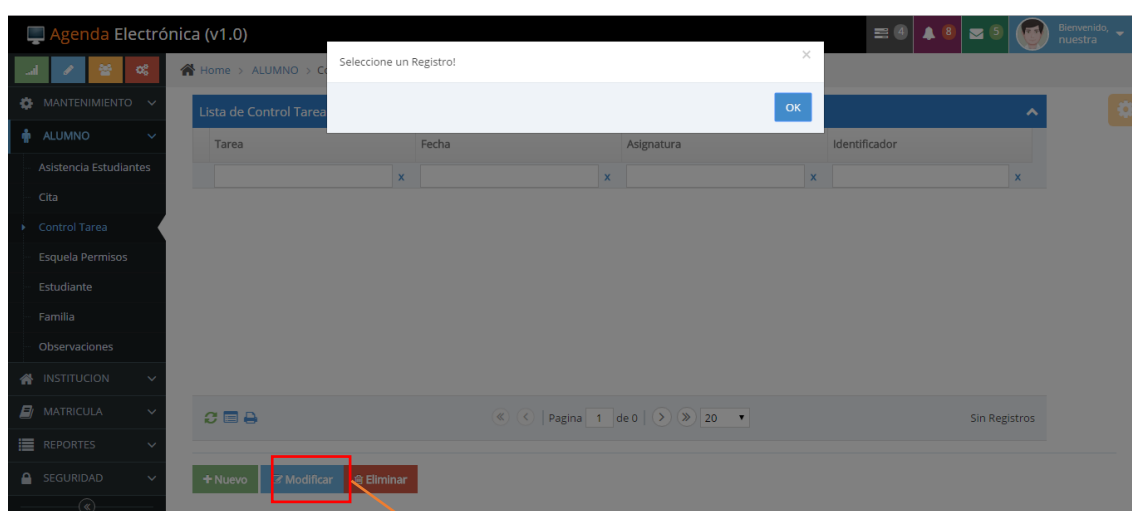 Agenda Electrónica (v1.0)
4
8
5
Bienvenido,
nuestra
Home > ALUMNO > Co
Seleccione un Registro!
×
OK
MANTENIMIENTO
ALUMNO
Asistencia Estudiantes
Cita
Control Tarea
Esquela Permisos
Estudiante
Familia
Observaciones
INSTITUCION
MATRICULA
REPORTES
SEGURIDAD
Lista de Control Tarea
Tarea Fecha Asignatura Identificador
x x x x
Pagina 1 de 0 20
Sin Registros
+ Nuevo Modificar Eliminar